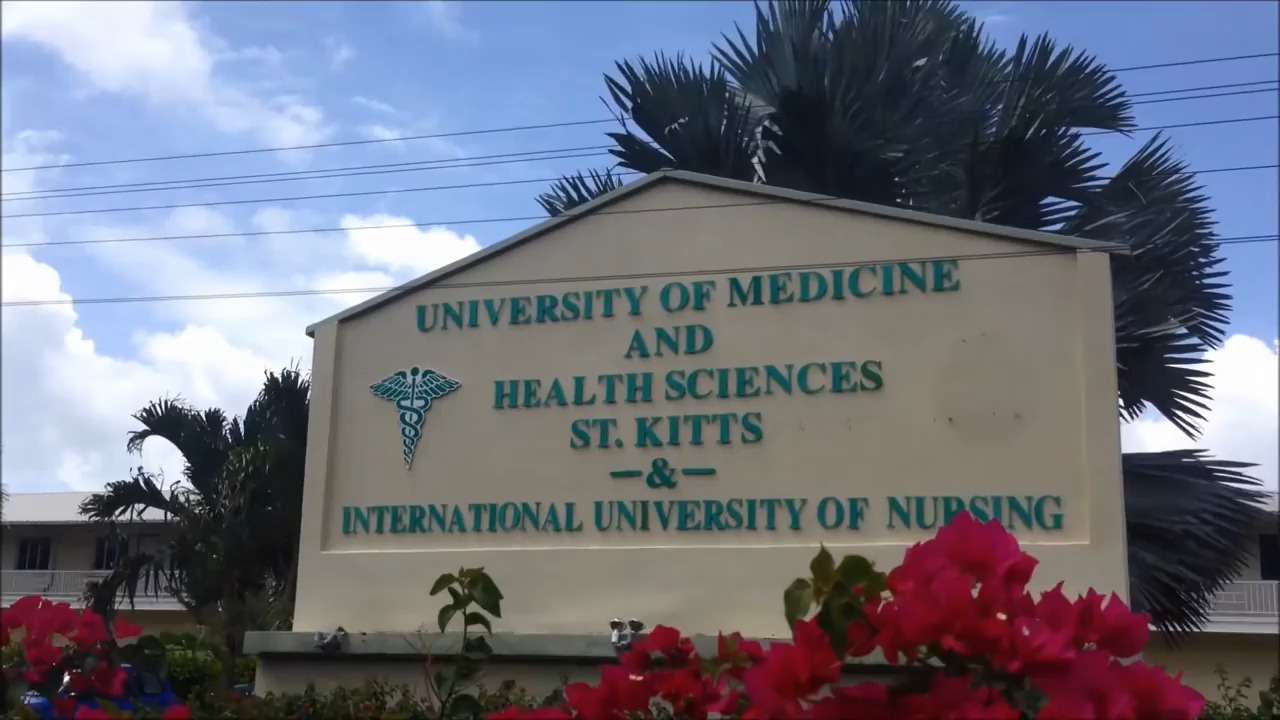 UNIVERSITY OF MEDICINE
AND
HEALTH SCIENCES
ST. KITTS
—&—
INTERNATIONAL UNIVERSITY OF NURSING